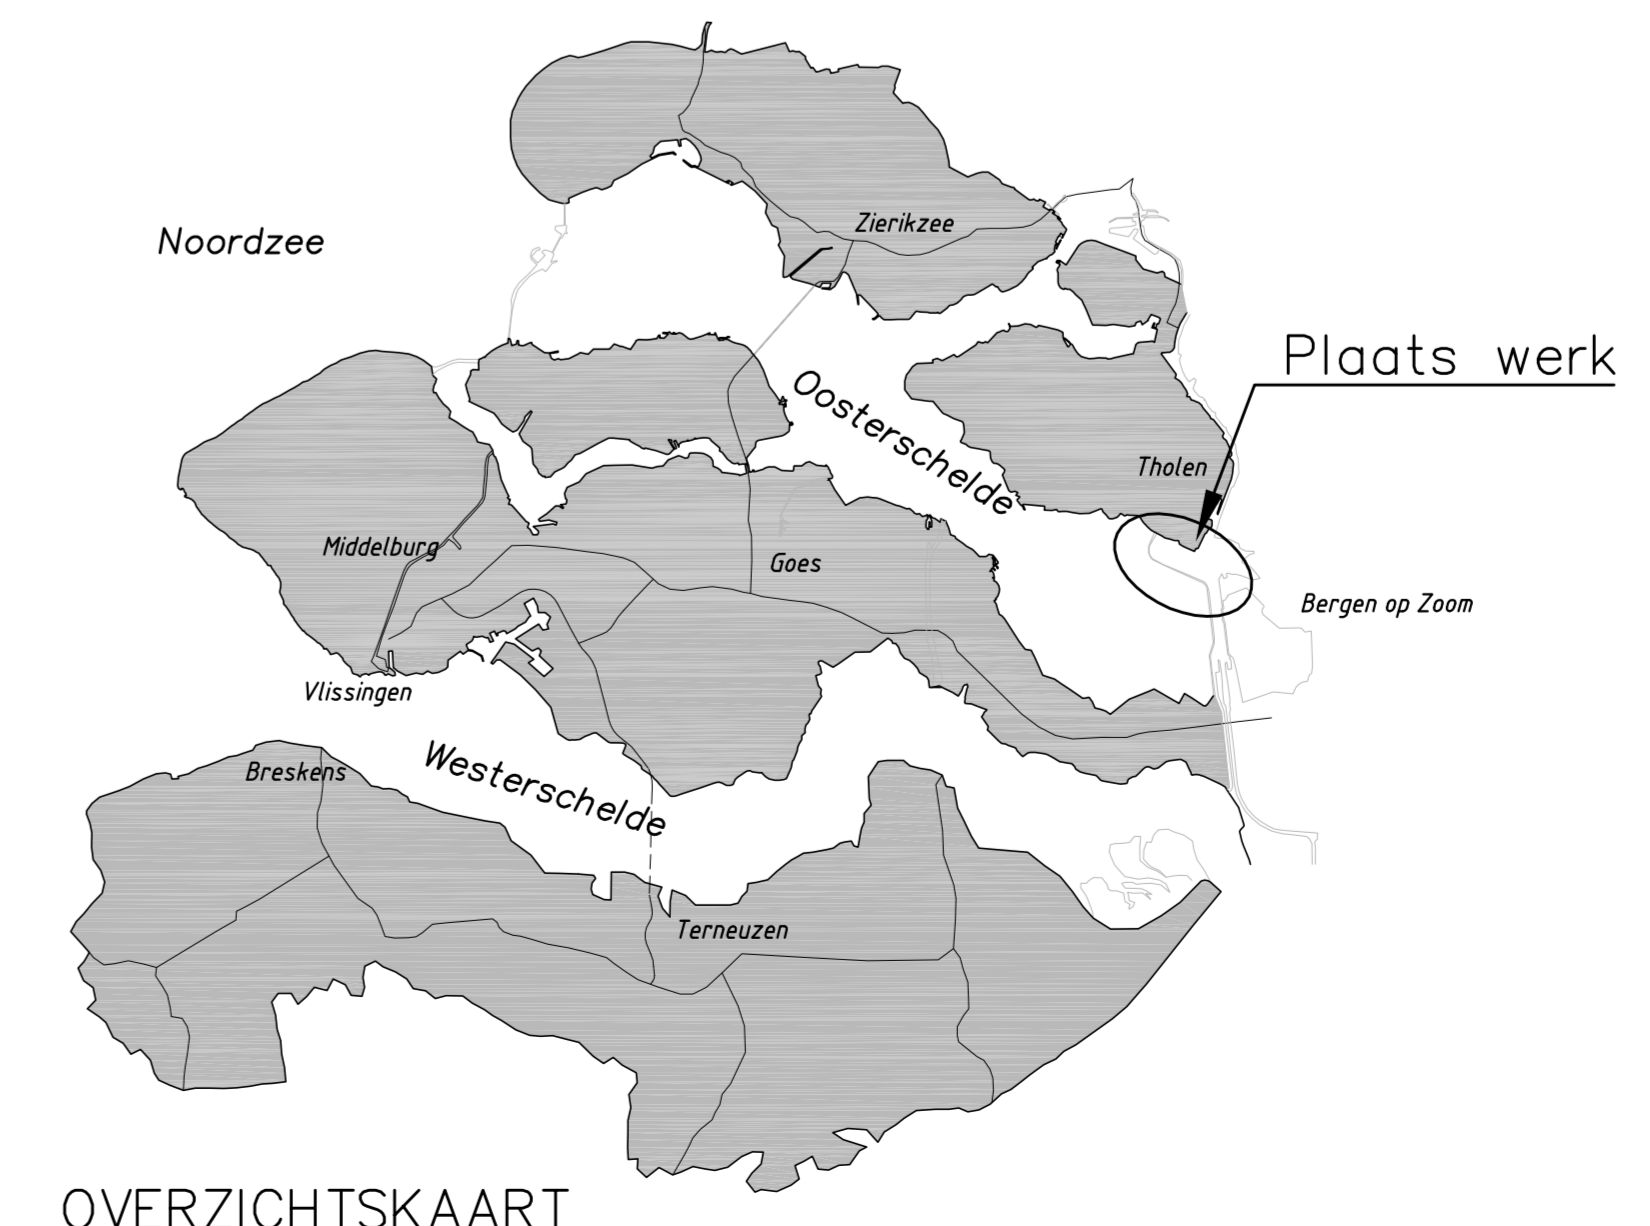 Zierikzee
Noordzee
Plaats werk
Oosterschelde
Tholen
Middelburg
Goes
Bergen op Zoom
Vlissingen
Westerschelde
Breskens
Terneuzen
OVERZICHTSKAART